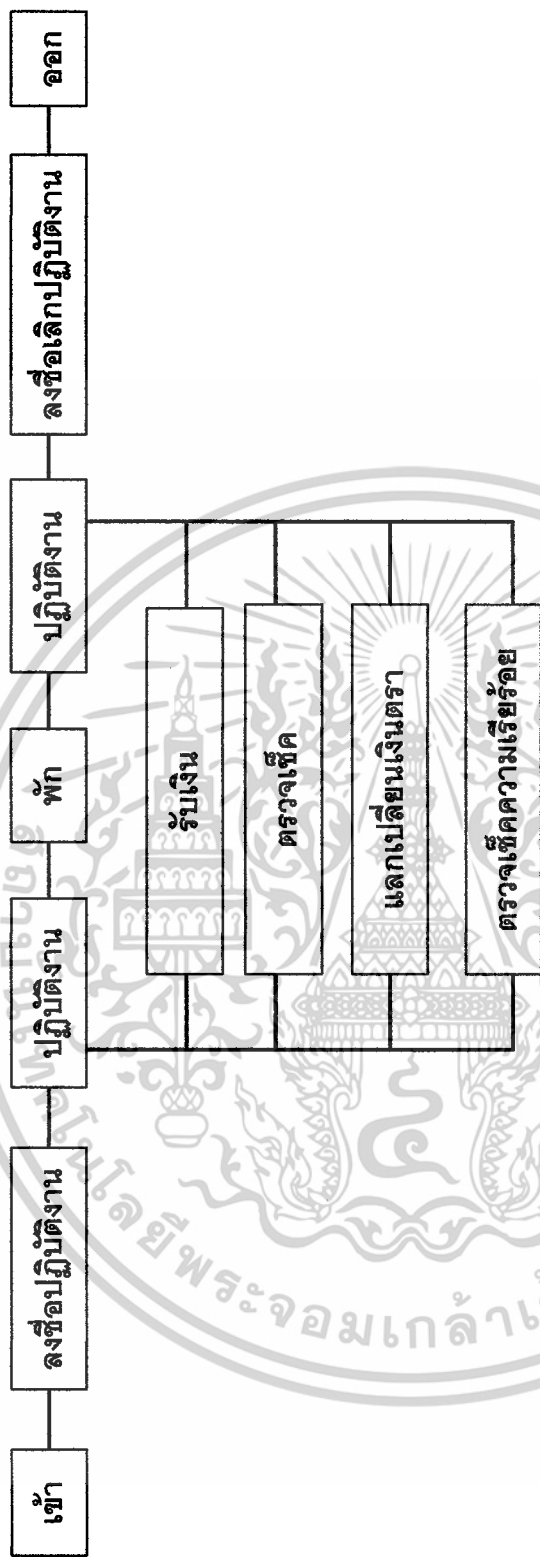 เข้า
ลงชื่อปฏิบัติงาน
ปฏิบัติงาน
พัก
ปฏิบัติงาน
ลงชื่อเลิกปฏิบัติงาน
ออก
รับเงิน
ตรวจเช็ค
แลกเปลี่ยนเงินตรา
ตรวจเช็คความเรียบร้อย